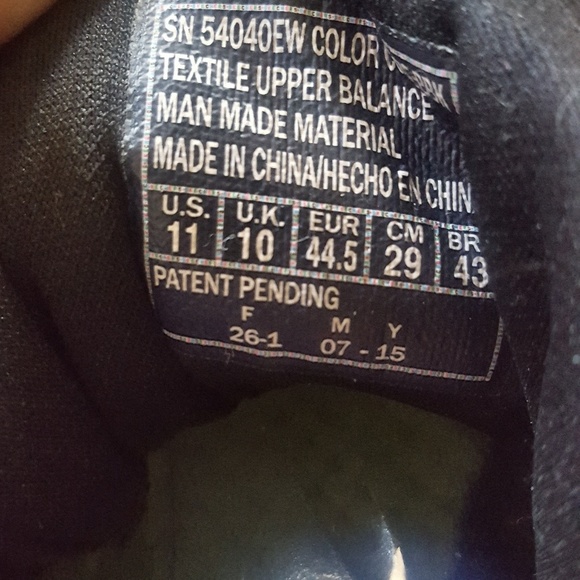 SN 54040EW COLOR
TEXTILE UPPER BALANCE
MAN MADE MATERIAL
MADE IN CHINA/HECHO EN CHIN
U.S. U.K. EUR CM BR
11 10 44.5 29 43
PATENT PENDING
F M Y
26-1 07 - 15